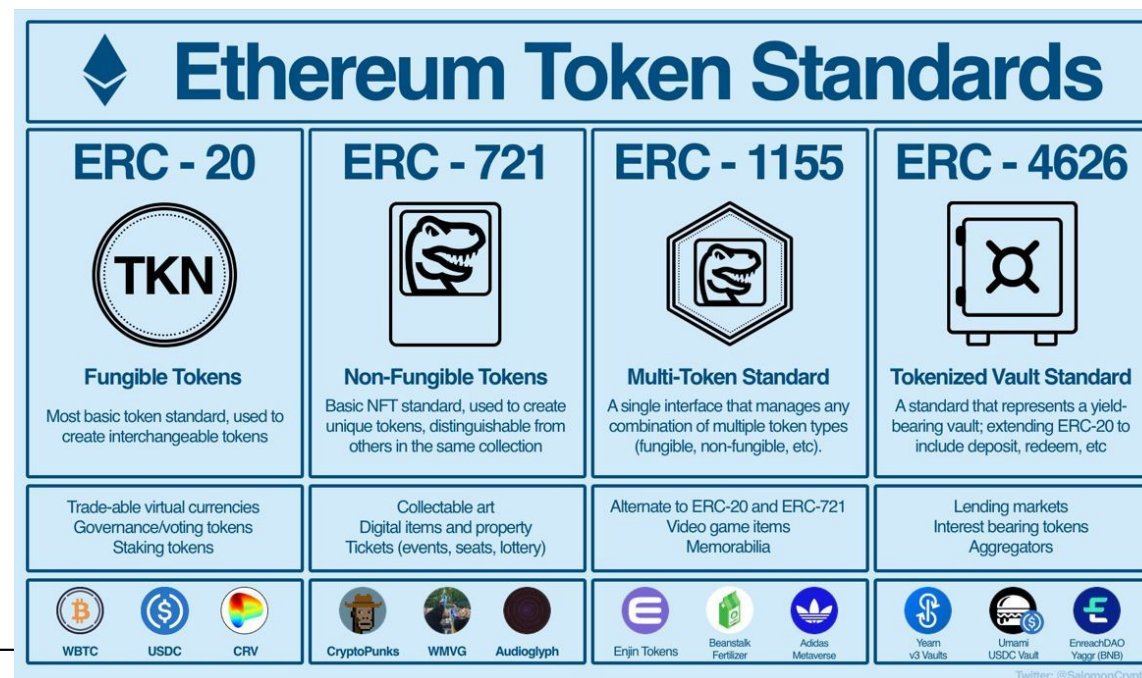 Ethereum Token Standards
ERC - 20
TKN
Fungible Tokens
Most basic token standard, used to
create interchangeable tokens
Trade-able virtual currencies
Governance/voting tokens
Staking tokens
WBTC
USDC
CRV
ERC - 721
Non-Fungible Tokens
Basic NFT standard, used to create
unique tokens, distinguishable from
others in the same collection
Collectable art
Digital items and property
Tickets (events, seats, lottery)
CryptoPunks
WMVG
Audioglyph
ERC - 1155
Multi-Token Standard
A single interface that manages any
combination of multiple token types
(fungible, non-fungible, etc).
Alternate to ERC-20 and ERC-721
Video game items
Memorabilia
Enjin Tokens
Beanstalk
Fertilizer
Adidas
Metaverse
ERC - 4626
Tokenized Vault Standard
A standard that represents a yield-
bearing vault; extending ERC-20 to
include deposit, redeem, etc
Lending markets
Interest bearing tokens
Aggregators
Yearn
v3 Vaults
Umami
USDC Vault
EnreachDAO
Yaggr (BNB)
Twitter: @SalomonCrypt